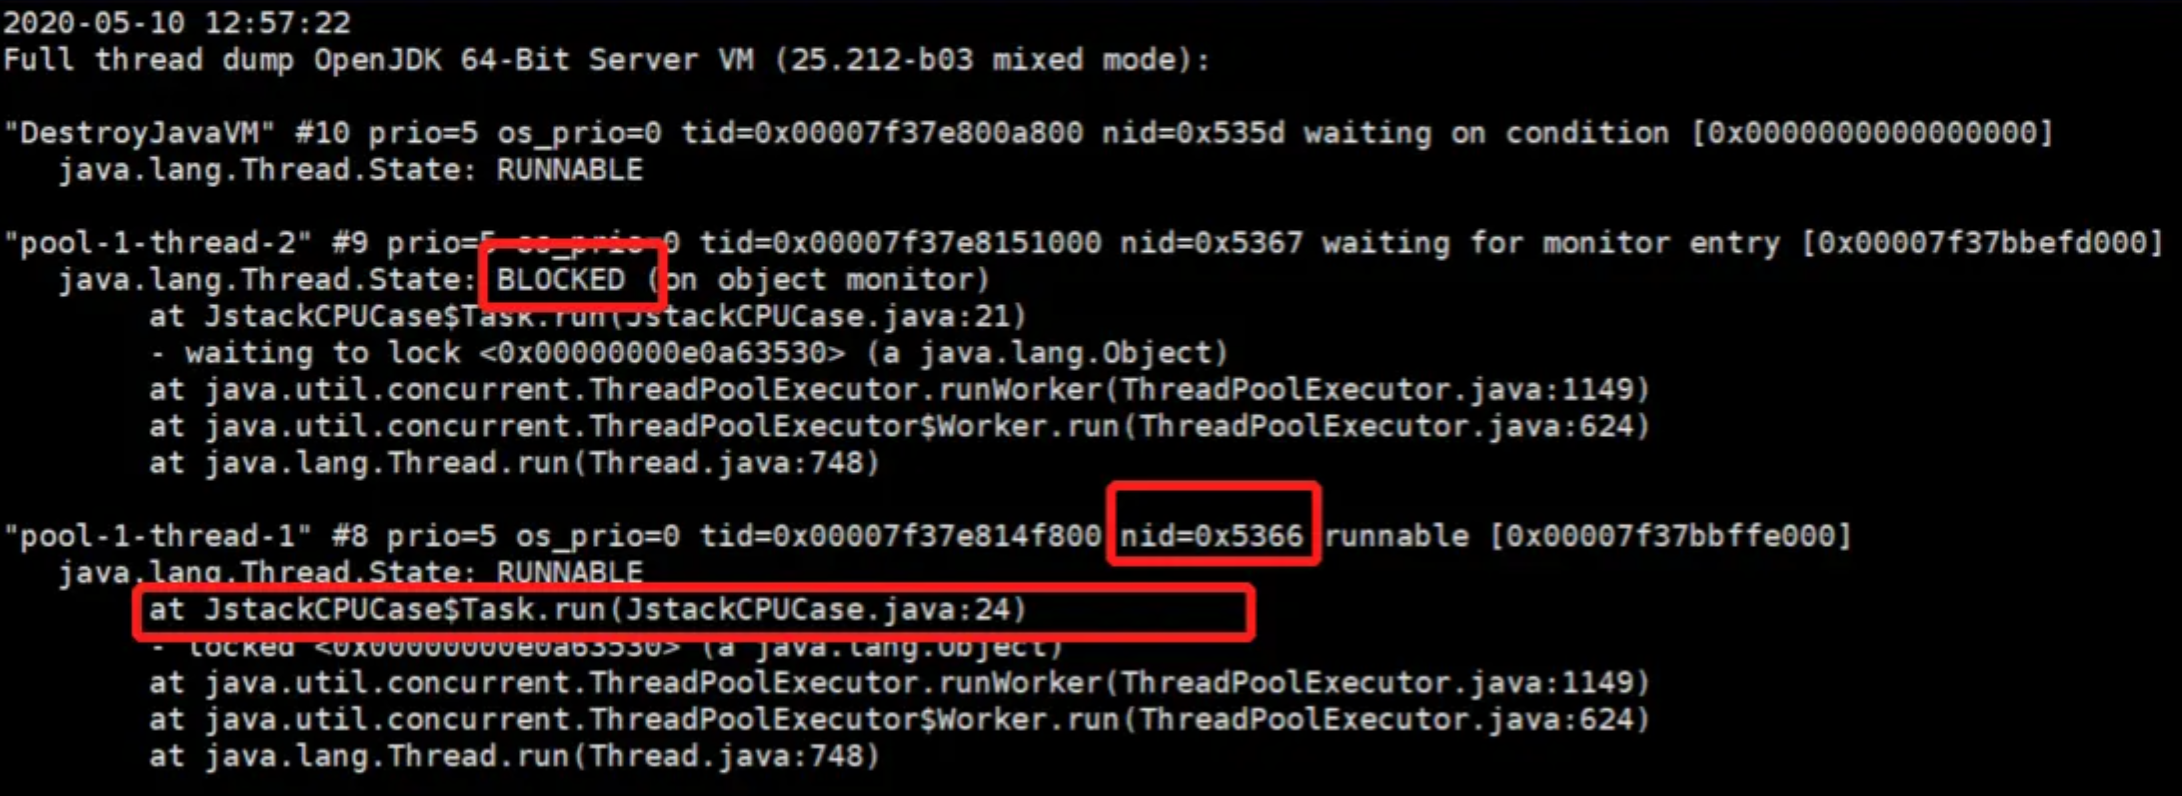 2020-05-10 12:57:22
Full thread dump OpenJDK 64-Bit Server VM (25.212-b03 mixed mode):
"DestroyJavaVM" #10 prio=5 os_prio=0 tid=0x00007f37e800a800 nid=0x535d waiting on condition [0x0000000000000000]
java.lang.Thread.State: RUNNABLE
"pool-1-thread-2" #9 prio=5 os_prio=0 tid=0x00007f37e8151000 nid=0x5367 waiting for monitor entry [0x00007f37bbefd000]
java.lang.Thread.State: BLOCKED (on object monitor)
at JstackCPUCase$Task.run(JstackCPUCase.java:21)
- waiting to lock <0x00000000e0a63530> (a java.lang.Object)
at java.util.concurrent.ThreadPoolExecutor.runWorker(ThreadPoolExecutor.java:1149)
at java.util.concurrent.ThreadPoolExecutor$Worker.run(ThreadPoolExecutor.java:624)
at java.lang.Thread.run(Thread.java:748)
"pool-1-thread-1" #8 prio=5 os_prio=0 tid=0x00007f37e814f800 nid=0x5366 runnable [0x00007f37bbffe000]
java.lang.Thread.State: RUNNABLE
at JstackCPUCase$Task.run(JstackCPUCase.java:24)
- locked <0x00000000e0a63530> (a java.lang.Object)
at java.util.concurrent.ThreadPoolExecutor.runWorker(ThreadPoolExecutor.java:1149)
at java.util.concurrent.ThreadPoolExecutor$Worker.run(ThreadPoolExecutor.java:624)
at java.lang.Thread.run(Thread.java:748)